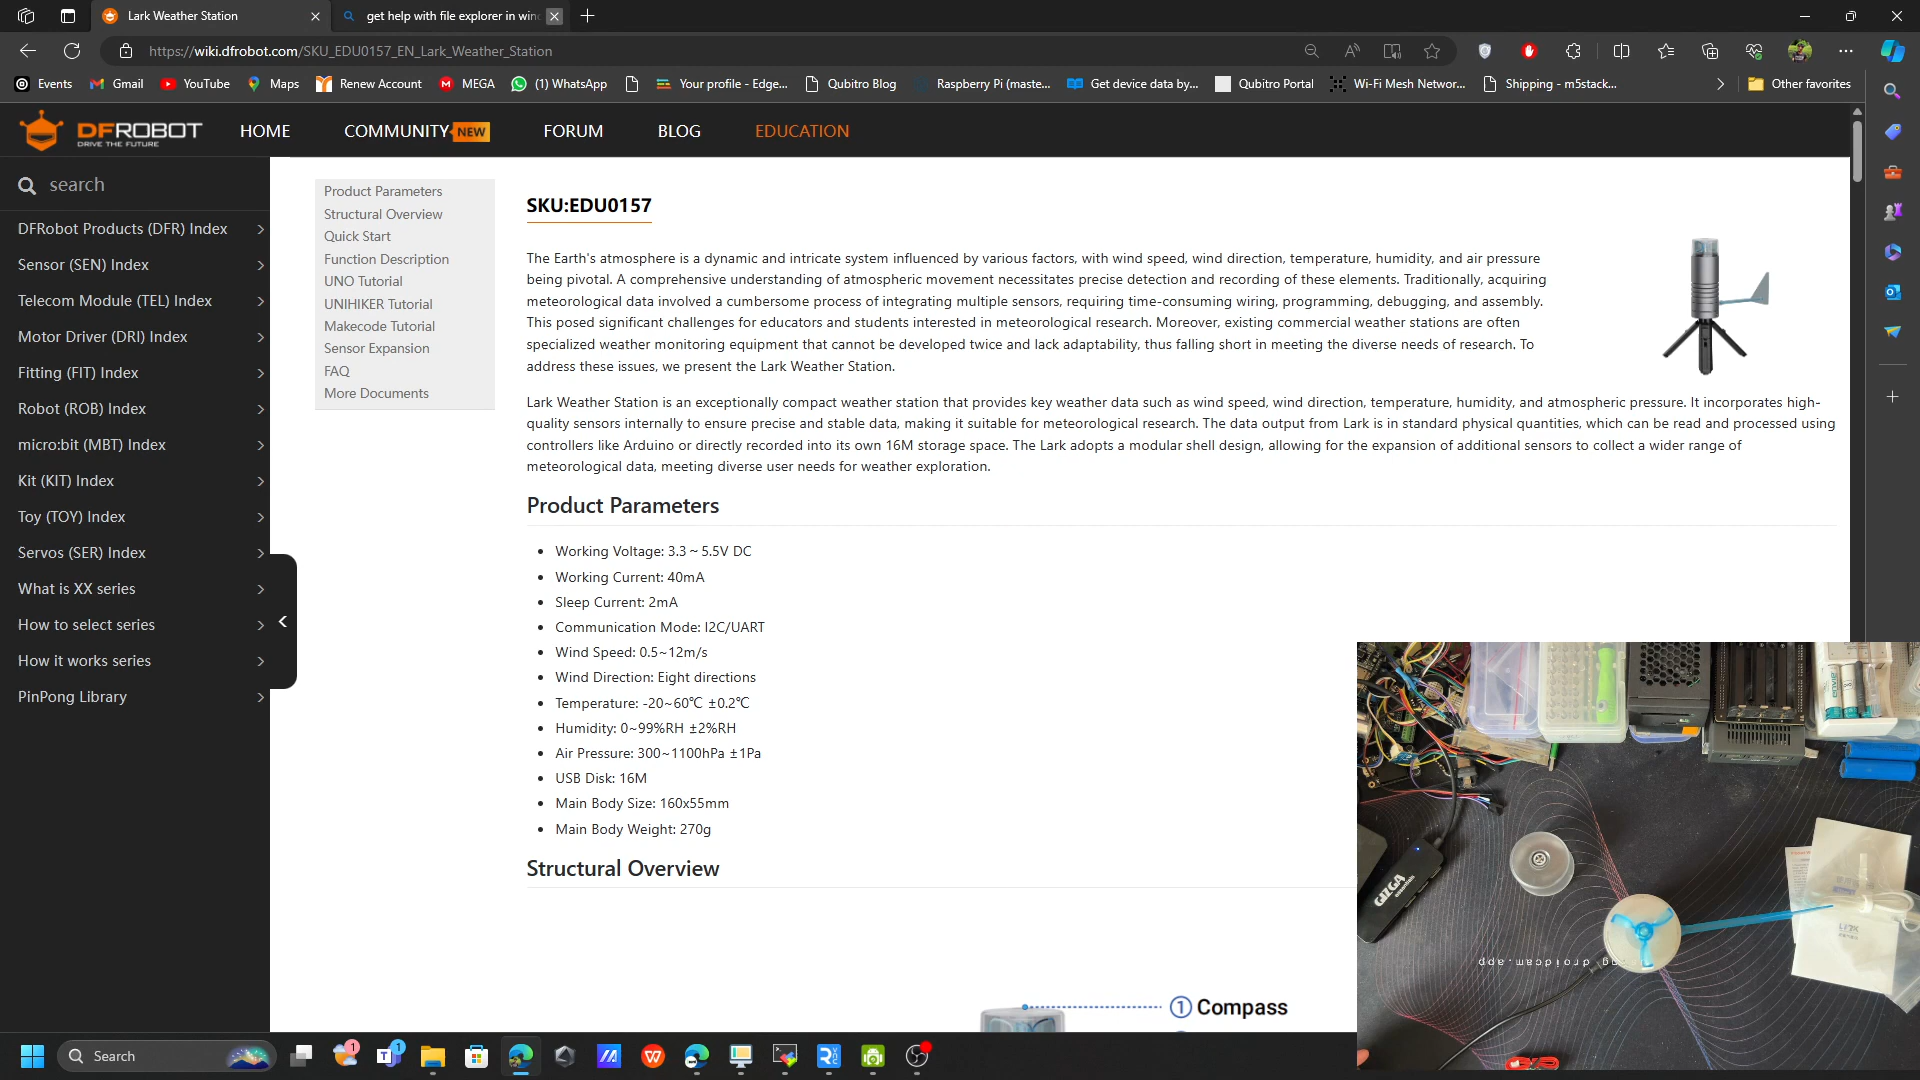 Lark Weather Station
get help with file explorer in win
https://wiki.dfrobot.com/SKU_EDU0157_EN_Lark_Weather_Station
Events
Gmail
YouTube
Maps
Renew Account
MEGA
(1) WhatsApp
Your profile - Edge...
Qubitro Blog
Raspberry Pi (maste...
Get device data by...
Qubitro Portal
Wi-Fi Mesh Networ...
Shipping - m5stack...
Other favorites
DFROBOT
DRIVE THE FUTURE
HOME
COMMUNITY NEW
FORUM
BLOG
EDUCATION
search
DFRobot Products (DFR) Index
Sensor (SEN) Index
Telecom Module (TEL) Index
Motor Driver (DRI) Index
Fitting (FIT) Index
Robot (ROB) Index
micro:bit (MBT) Index
Kit (KIT) Index
Toy (TOY) Index
Servos (SER) Index
What is XX series
How to select series
How it works series
PinPong Library
Product Parameters
Structural Overview
Quick Start
Function Description
UNO Tutorial
UNIHIKER Tutorial
Makecode Tutorial
Sensor Expansion
FAQ
More Documents
SKU:EDU0157
The Earth's atmosphere is a dynamic and intricate system influenced by various factors, with wind speed, wind direction, temperature, humidity, and air pressure
being pivotal. A comprehensive understanding of atmospheric movement necessitates precise detection and recording of these elements. Traditionally, acquiring
meteorological data involved a cumbersome process of integrating multiple sensors, requiring time-consuming wiring, programming, debugging, and assembly.
This posed significant challenges for educators and students interested in meteorological research. Moreover, existing commercial weather stations are often
specialized weather monitoring equipment that cannot be developed twice and lack adaptability, thus falling short in meeting the diverse needs of research. To
address these issues, we present the Lark Weather Station.
Lark Weather Station is an exceptionally compact weather station that provides key weather data such as wind speed, wind direction, temperature, humidity, and atmospheric pressure. It incorporates high-
quality sensors internally to ensure precise and stable data, making it suitable for meteorological research. The data output from Lark is in standard physical quantities, which can be read and processed using
controllers like Arduino or directly recorded into its own 16M storage space. The Lark adopts a modular shell design, allowing for the expansion of additional sensors to collect a wider range of
meteorological data, meeting diverse user needs for weather exploration.
Product Parameters
• Working Voltage: 3.3 ~ 5.5V DC
• Working Current: 40mA
• Sleep Current: 2mA
• Communication Mode: I2C/UART
• Wind Speed: 0.5~12m/s
• Wind Direction: Eight directions
• Temperature: -20~60℃ ±0.2℃
• Humidity: 0~99%RH ±2%RH
• Air Pressure: 300~1100hPa ±1Pa
• USB Disk: 16M
• Main Body Size: 160x55mm
• Main Body Weight: 270g
Structural Overview
① Compass
GIZGA
essentials
droidcam.app
Search
1
1